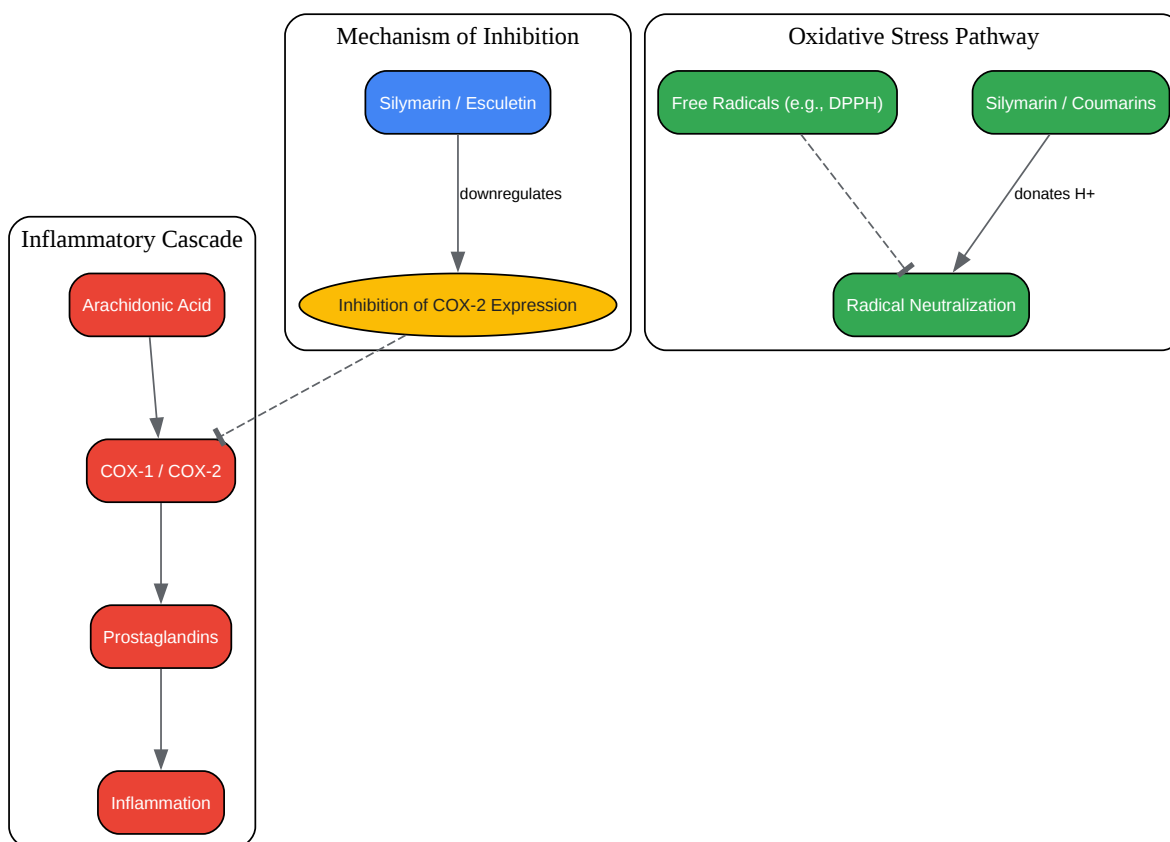 Mechanism of Inhibition
Silymarin / Esculetin
downregulates
Inhibition of COX-2 Expression
Oxidative Stress Pathway
Free Radicals (e.g., DPPH)
Silymarin / Coumarins
donates H+
Radical Neutralization
Inflammatory Cascade
Arachidonic Acid
COX-1 / COX-2
Prostaglandins
Inflammation